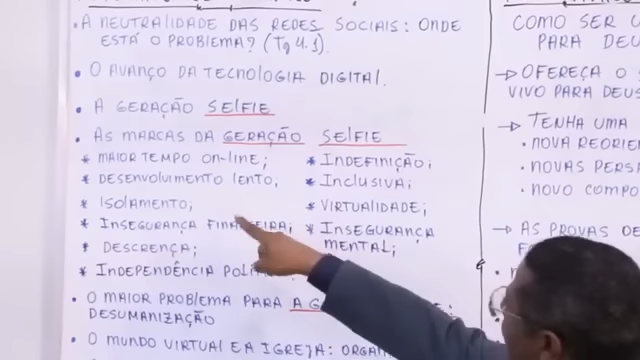 A NEUTRALIDADE DAS REDES SOCIAIS: ONDE
ESTÁ O PROBLEMA? (Tg 4.1)
O AVANÇO DA TECNOLOGIA DIGITAL.
A GERAÇÃO SELFIE
AS MARCAS DA GERAÇÃO SELFIE
* MAIOR TEMPO ON-LINE;
* DESENVOLVIMENTO LENTO;
* ISOLAMENTO;
* INSEGURANÇA FINANCEIRA;
* DESCRENÇA;
* INDEPENDÊNCIA
* INDEFINIÇÃO;
* INCLUSIVA;
* VIRTUALIDADE;
* INSEGURANÇA
MENTAL;
O MAIOR PROBLEMA PARA A
DESUMANIZAÇÃO
O MUNDO VIRTUAL E A IGREJA:
COMO SER
PARA DEU
→ OFEREÇA O
VIVO PARA DEUS
→ TENHA UMA
• NOVA REORIE
• NOVAS PERS
• NOVO COMPO
→ AS PROVAS DE